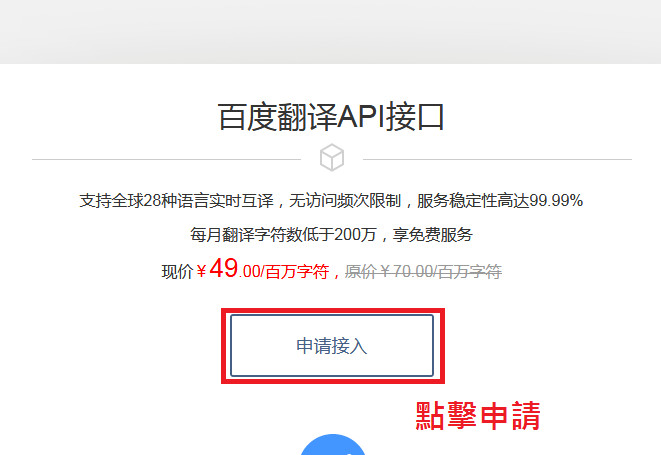 百度翻译API接口
支持全球28种语言实时互译，无访问频次限制，服务稳定性高达99.99%
每月翻译字符数低于200万，享免费服务
现价￥49.00/百万字符，原价￥70.00/百万字符
申请接入
點擊申請